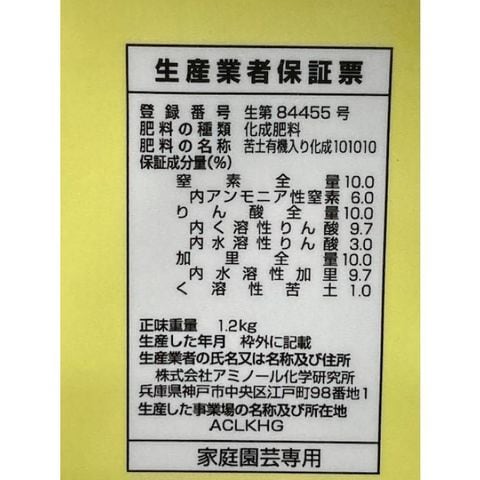 生産業者保証票
登録番号 生第84455号
肥料の種類 化成肥料
肥料の名称 苦土有機入り化成101010
保証成分量(%)
窒素全量10.0
内アンモニア性窒素 6.0
りん酸全量10.0
内く溶性りん酸 9.7
内水溶性りん酸 3.0
加里全量10.0
内水溶性加里 9.7
く溶性苦土 1.0
正味重量 1.2kg
生産した年月 枠外に記載
生産業者の氏名又は名称及び住所
株式会社アミノール化学研究所
兵庫県神戸市中央区江戸町98番地1
生産した事業場の名称及び所在地
ACLKHG
家庭園芸専用